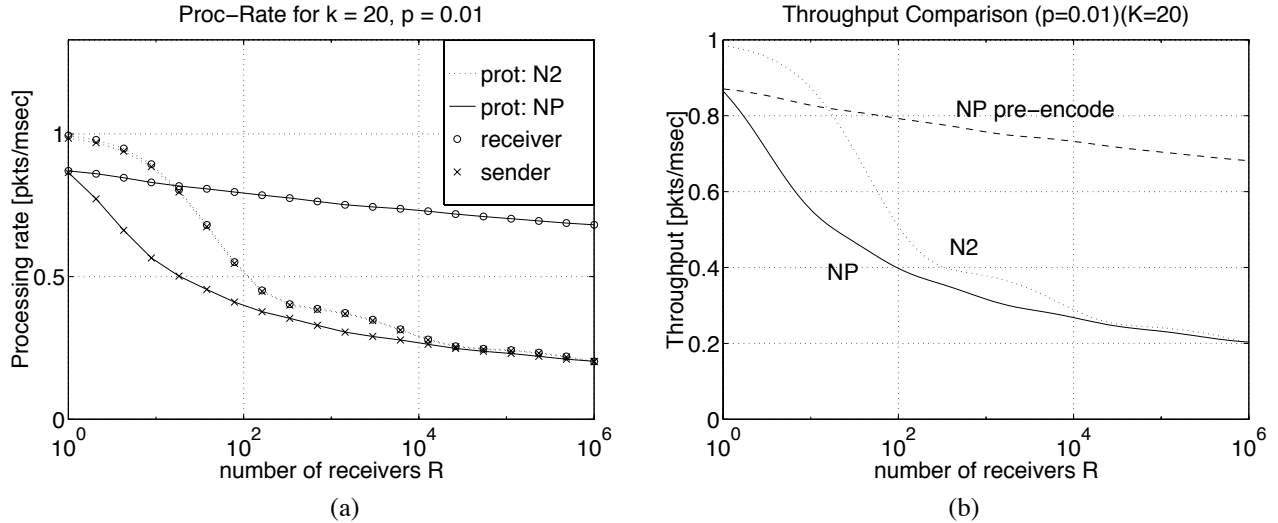 Proc-Rate for k = 20, p = 0.01
Processing rate [pkts/msec]
1
0.5
0
prot: N2
prot: NP
receiver
sender
10^0
10^2
10^4
10^6
number of receivers R
(a)
Throughput Comparison (p=0.01)(K=20)
Throughput [pkts/msec]
1
0.8
0.6
0.4
0.2
0
NP pre-encode
N2
NP
10^0
10^2
10^4
10^6
number of receivers R
(b)